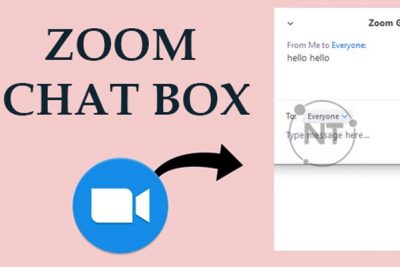 ZOOM
CHAT BOX
Zoom G
From Me to Everyone:
hello hello
To: Everyone
Type message here...
NT